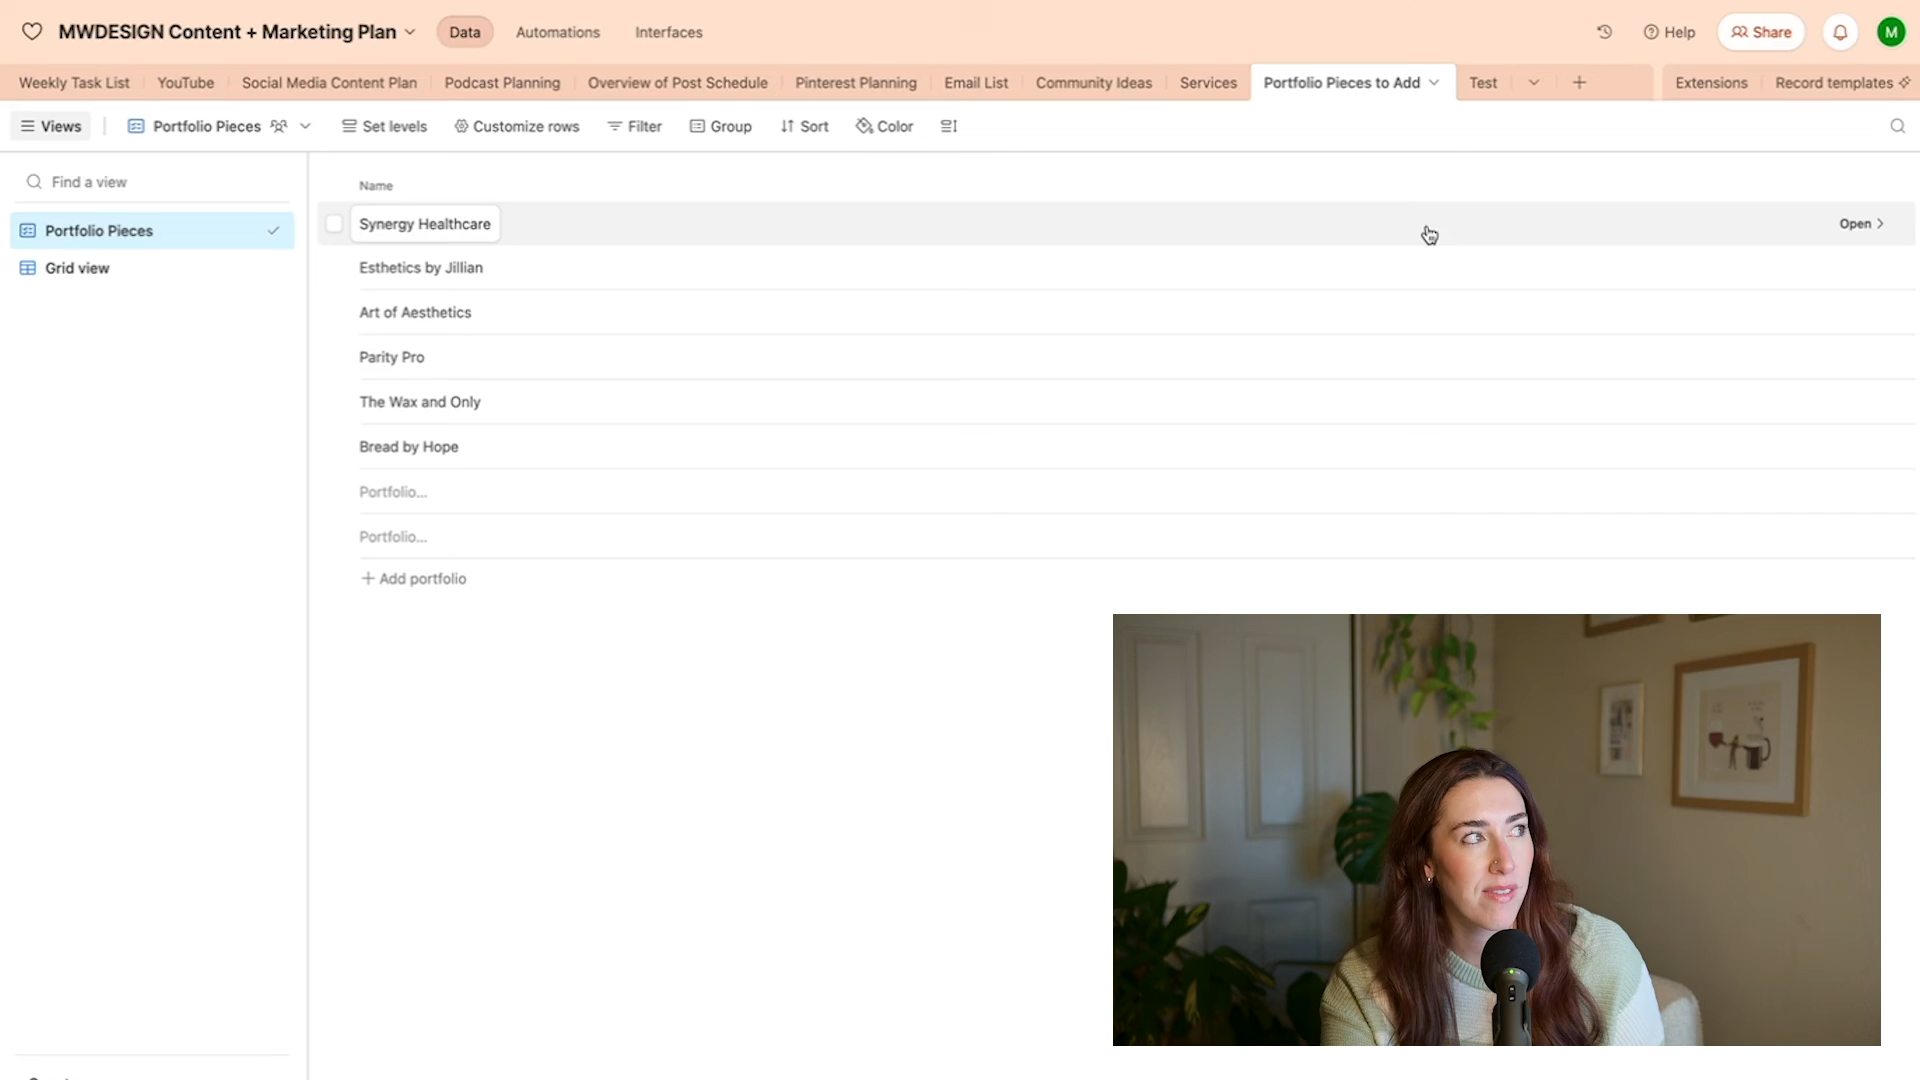 MWDESIGN Content + Marketing Plan
Data
Automations
Interfaces
Help
Share
M
Weekly Task List
YouTube
Social Media Content Plan
Podcast Planning
Overview of Post Schedule
Pinterest Planning
Email List
Community Ideas
Services
Portfolio Pieces to Add
Test
Extensions
Record templates
Views
Portfolio Pieces
Set levels
Customize rows
Filter
Group
Sort
Color
Find a view
Portfolio Pieces
Grid view
Name
Synergy Healthcare
Open
Esthetics by Jillian
Art of Aesthetics
Parity Pro
The Wax and Only
Bread by Hope
Portfolio...
Portfolio...
+ Add portfolio